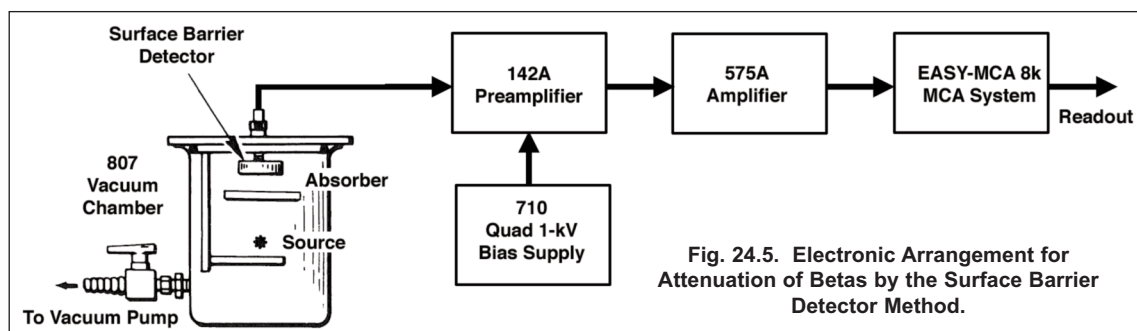 Surface Barrier
Detector
807
Vacuum
Chamber
Absorber
Source
To Vacuum Pump
142A
Preamplifier
575A
Amplifier
EASY-MCA 8k
MCA System
Readout
710
Quad 1-kV
Bias Supply
Fig. 24.5. Electronic Arrangement for
Attenuation of Betas by the Surface Barrier
Detector Method.